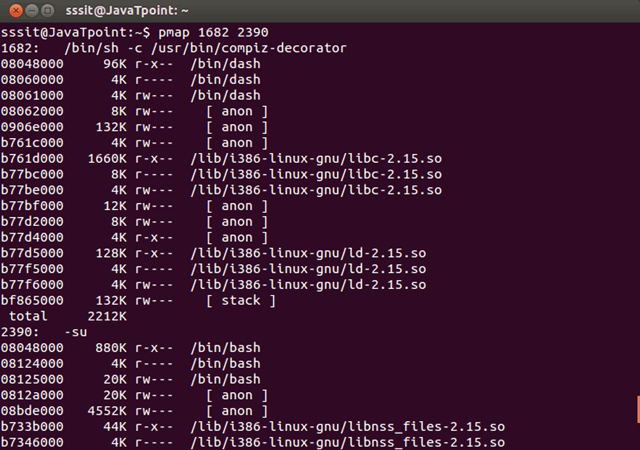 sssit@JavaTpoint: ~
sssit@JavaTpoint:~$ pmap 1682 2390
1682:   /bin/sh -c /usr/bin/compiz-decorator
08048000     96K r-x--  /bin/dash
08060000      4K r----  /bin/dash
08061000      4K rw---  /bin/dash
08062000      8K rw---    [ anon ]
0906e000    132K rw---    [ anon ]
b761c000      4K rw---    [ anon ]
b761d000   1660K r-x--  /lib/i386-linux-gnu/libc-2.15.so
b77bc000      8K r----  /lib/i386-linux-gnu/libc-2.15.so
b77be000      4K rw---  /lib/i386-linux-gnu/libc-2.15.so
b77bf000     12K rw---    [ anon ]
b77d2000      8K rw---    [ anon ]
b77d4000      4K r-x--    [ anon ]
b77d5000    128K r-x--  /lib/i386-linux-gnu/ld-2.15.so
b77f5000      4K r----  /lib/i386-linux-gnu/ld-2.15.so
b77f6000      4K rw---  /lib/i386-linux-gnu/ld-2.15.so
bf865000    132K rw---    [ stack ]
 total     2212K
2390:   -su
08048000    880K r-x--  /bin/bash
08124000      4K r----  /bin/bash
08125000     20K rw---  /bin/bash
0812a000     20K rw---    [ anon ]
08bde000   4552K rw---    [ anon ]
b733b000     44K r-x--  /lib/i386-linux-gnu/libnss_files-2.15.so
b7346000      4K r----  /lib/i386-linux-gnu/libnss_files-2.15.so